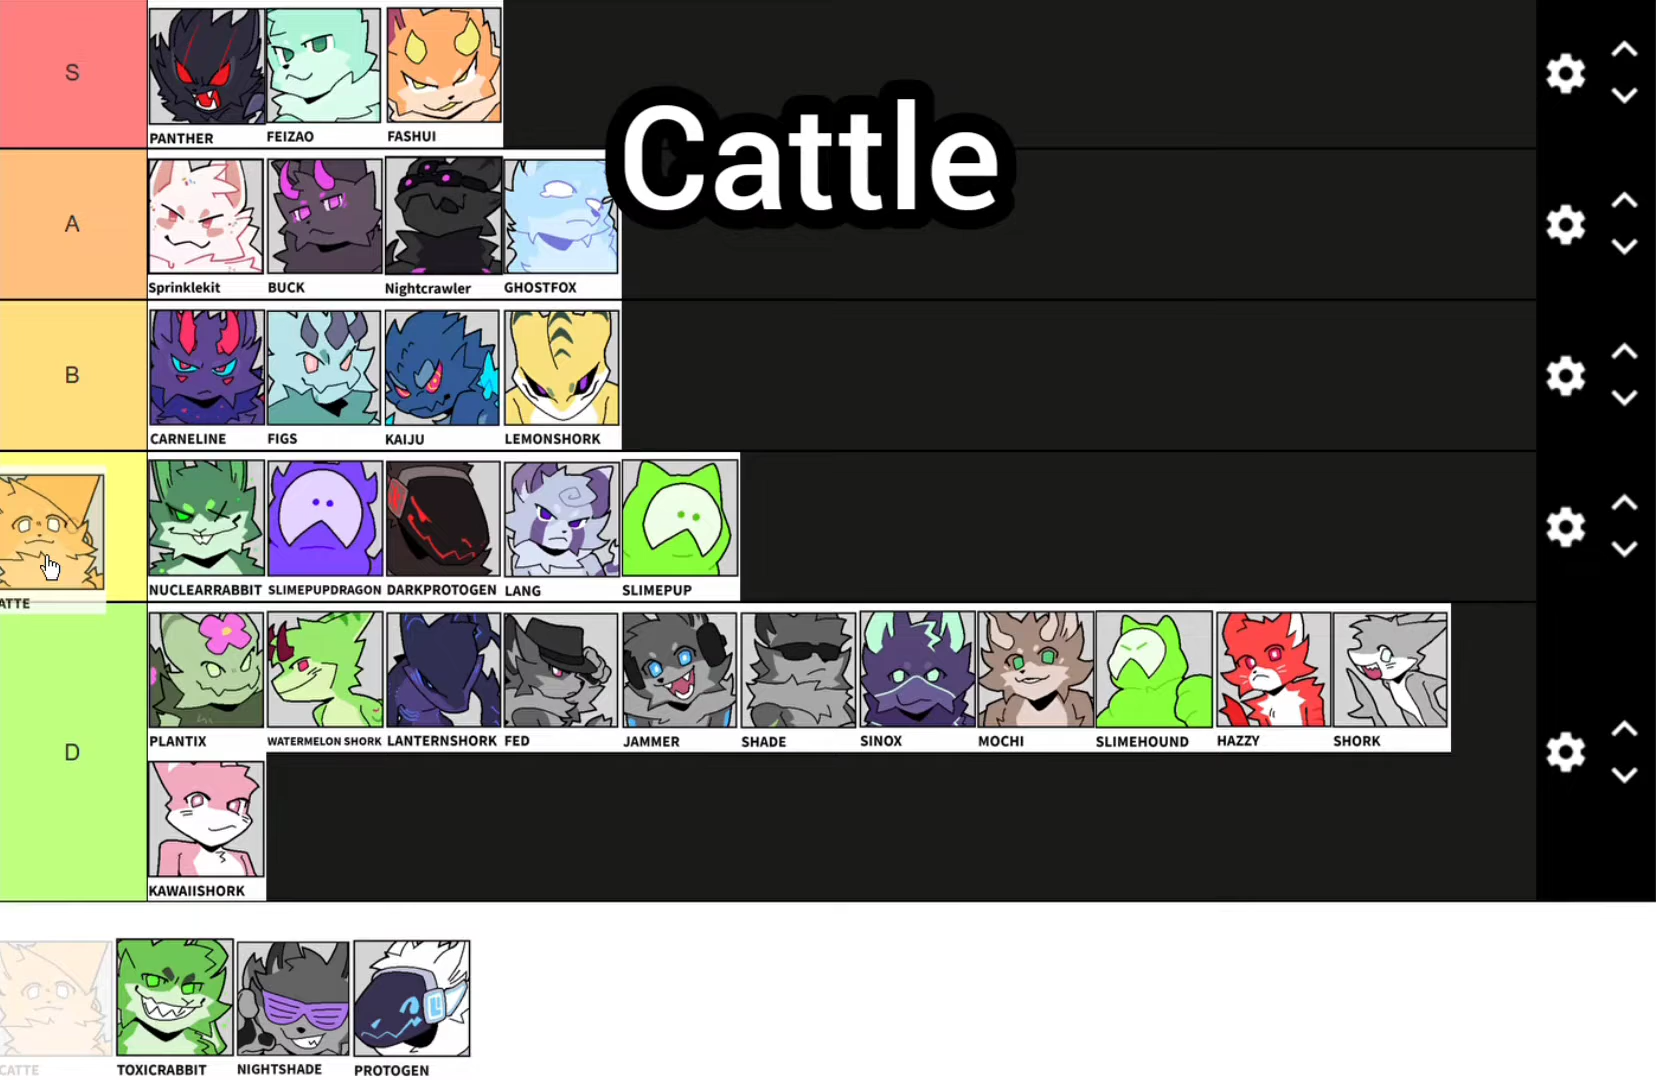 S
PANTHER FEIZAO FASHUI
Cattle
A
Sprinklekit BUCK Nightcrawler GHOSTFOX
B
CARNELINE FIGS KAIJU LEMONSHORK
NUCLEARRABBIT SLIMEPUPDRAGON DARKPROTOGEN LANG SLIMEPUP
ATTE
PLANTIX WATERMELON SHORK LANTERNSHORK FED JAMMER SHADE SINOX MOCHI SLIMEHOUND HAZZY SHORK
D
KAWAIISHORK
CATTE TOXICRABBIT NIGHTSHADE PROTOGEN